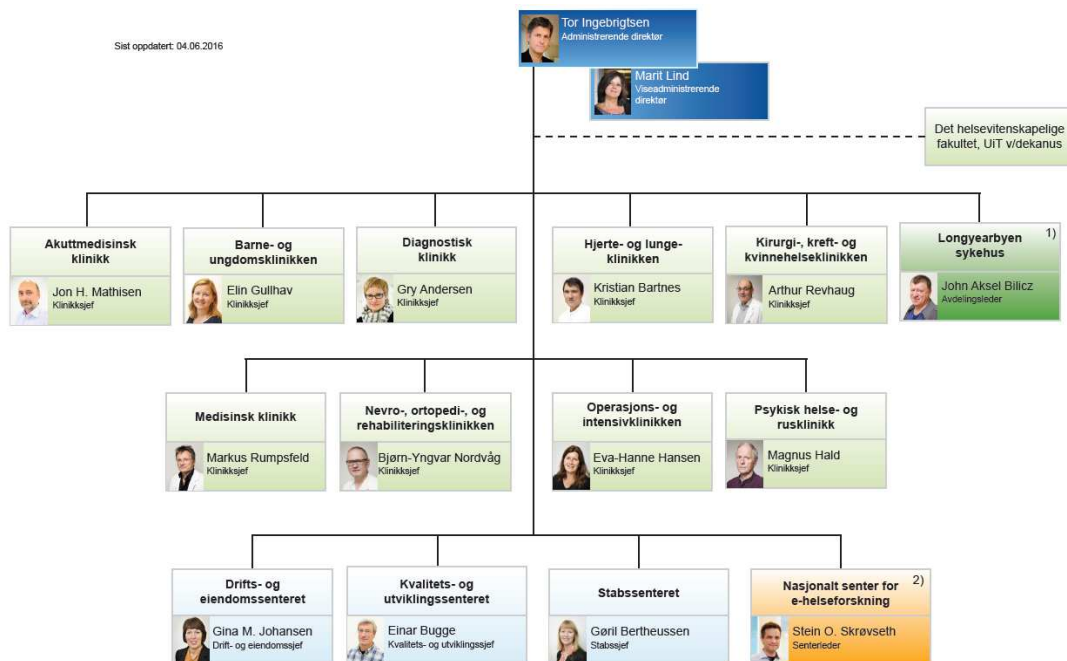 Tor Ingebrigtsen
Administrerende direktør
Sist oppdatert: 04.06.2016
Marit Lind
Viseadministrerende
direktør
Det helsevitenskapelige
fakultet, UiT v/dekanus
Akuttmedisinsk
klinikk
Jon H. Mathisen
Klinikksjef
Barne- og
ungdomsklinikken
Elin Gullhav
Klinikksjef
Diagnostisk
klinikk
Gry Andersen
Klinikksjef
Hjerte- og lunge-
klinikken
Kristian Bartnes
Klinikksjef
Kirurgi-, kreft- og
kvinnehelseklinikken
Arthur Revhaug
Klinikksjef
1)
Longyearbyen
sykehus
John Aksel Bilicz
Avdelingsleder
Medisinsk klinikk
Markus Rumpsfeld
Klinikksjef
Nevro-, ortopedi-, og
rehabiliteringsklinikken
Bjørn-Yngvar Nordvåg
Klinikksjef
Operasjons- og
intensivklinikken
Eva-Hanne Hansen
Klinikksjef
Psykisk helse- og
rusklinikk
Magnus Hald
Klinikksjef
Drifts- og
eiendomssenteret
Gina M. Johansen
Drift- og eiendomssjef
Kvalitets- og
utviklingssenteret
Einar Bugge
Kvalitets- og utviklingssjef
Stabssenteret
Gøril Bertheussen
Stabssjef
2)
Nasjonalt senter for
e-helseforskning
Stein O. Skrøvseth
Senterleder